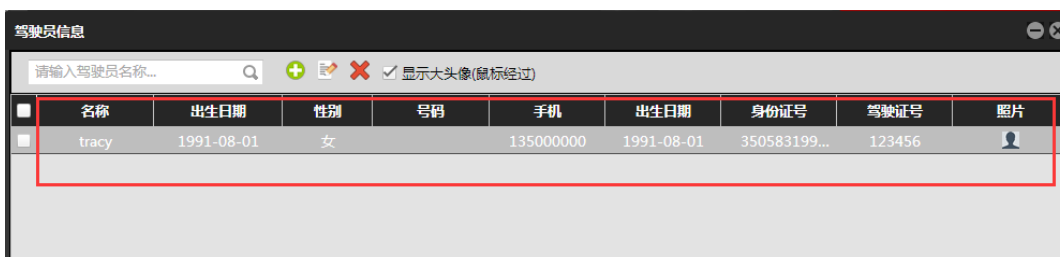 驾驶员信息
请输入驾驶员名称... 显示大头像(鼠标经过)
名称 出生日期 性别 号码 手机 出生日期 身份证号 驾驶证号 照片
tracy 1991-08-01 女 135000000 1991-08-01 350583199... 123456